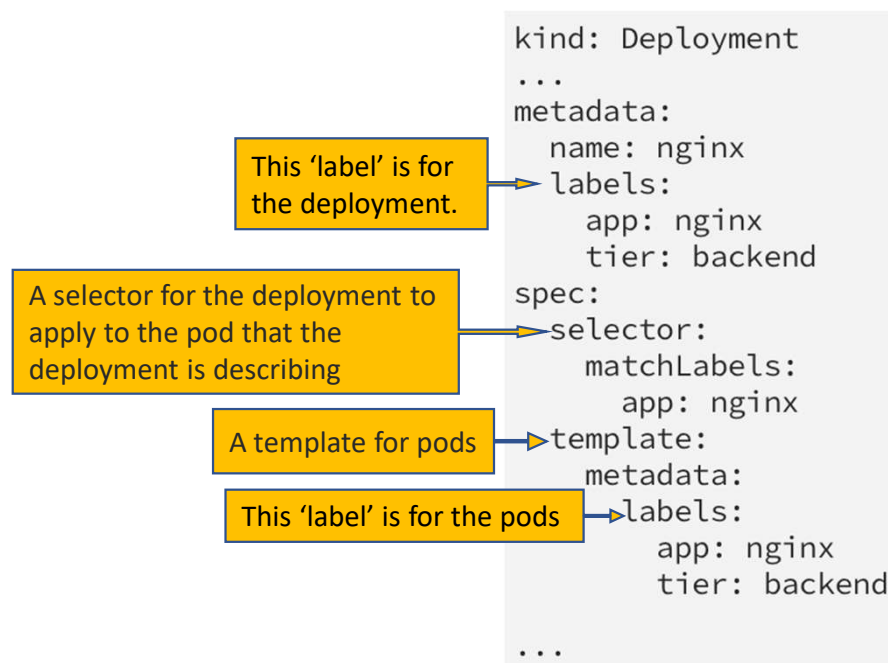 kind: Deployment
...
metadata:
  name: nginx
This ‘label’ is for
the deployment.
  labels:
    app: nginx
    tier: backend
A selector for the deployment to
apply to the pod that the
deployment is describing
spec:
  selector:
    matchLabels:
      app: nginx
A template for pods
  template:
    metadata:
This ‘label’ is for the pods
      labels:
        app: nginx
        tier: backend
...